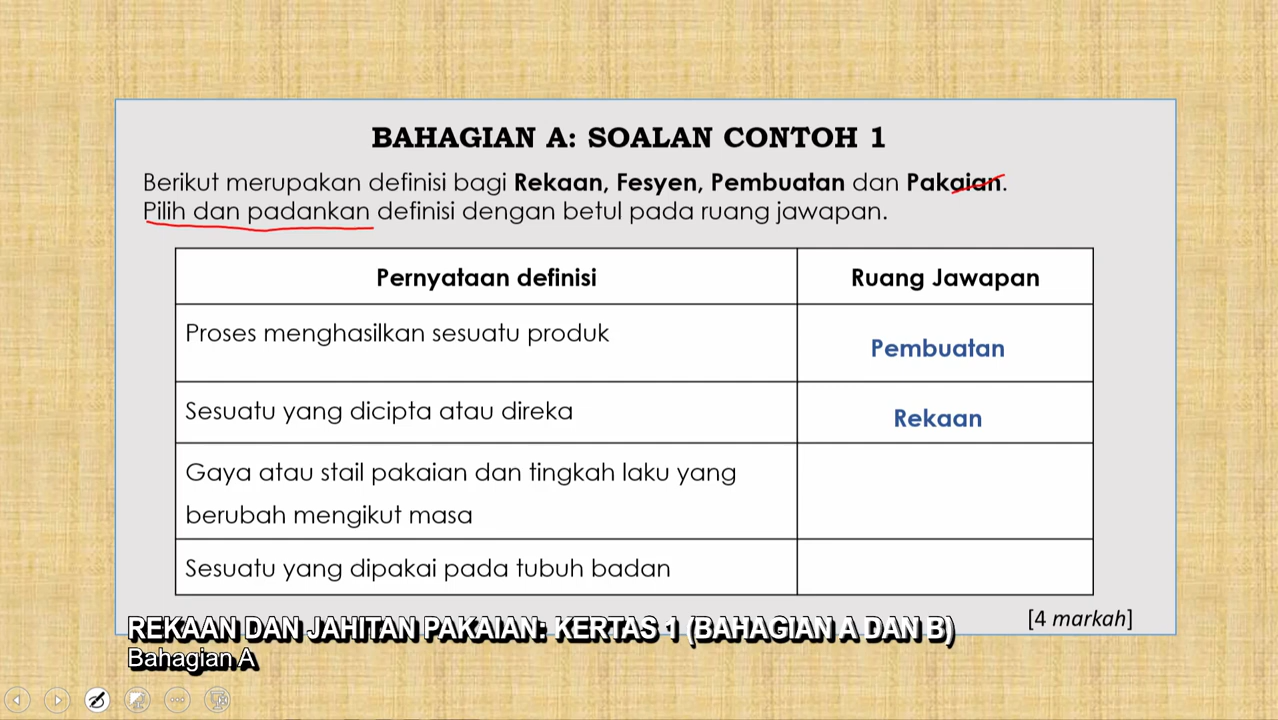 BAHAGIAN A: SOALAN CONTOH 1
Berikut merupakan definisi bagi Rekaan, Fesyen, Pembuatan dan Pakaian.
Pilih dan padankan definisi dengan betul pada ruang jawapan.
Pernyataan definisi
Ruang Jawapan
Proses menghasilkan sesuatu produk
Pembuatan
Sesuatu yang dicipta atau direka
Rekaan
Gaya atau stail pakaian dan tingkah laku yang
berubah mengikut masa
Sesuatu yang dipakai pada tubuh badan
[4 markah]
REKAAN DAN JAHITAN PAKAIAN: KERTAS 1 (BAHAGIAN A DAN B)
Bahagian A